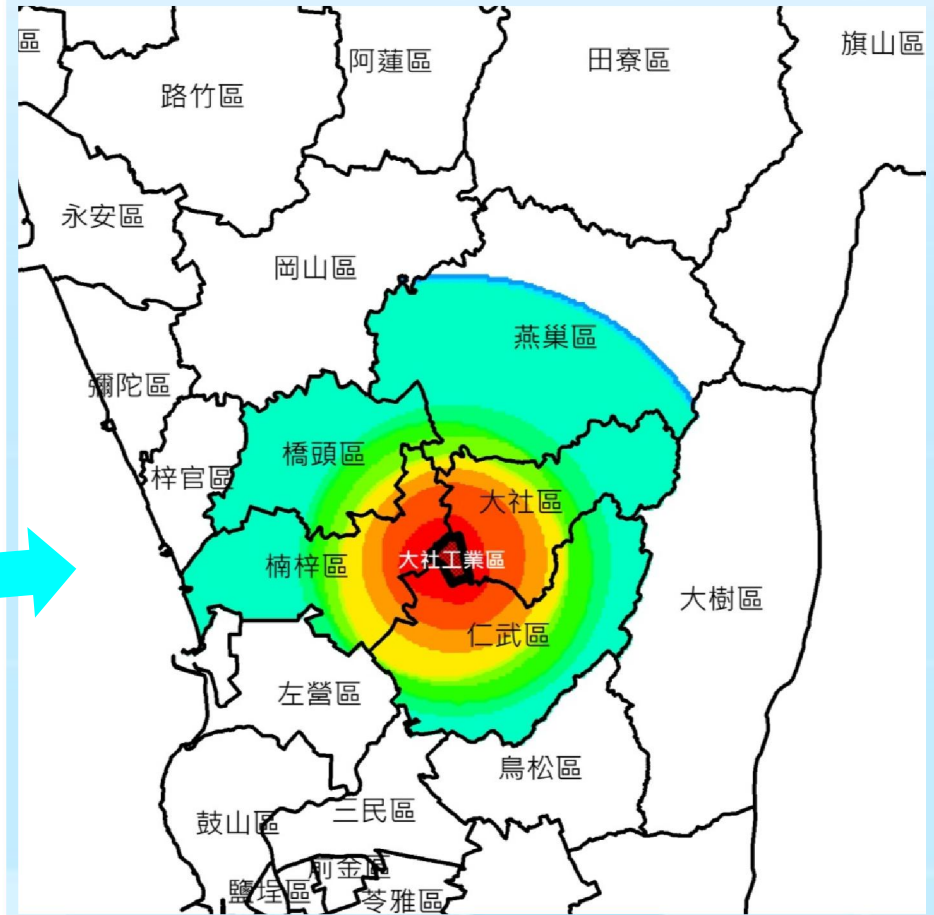 區
阿蓮區
田寮區
旗山區
路竹區
永安區
岡山區
燕巢區
彌陀區
橋頭區
梓官區
大社區
大社工業區
楠梓區
大樹區
仁武區
左營區
鳥松區
三民區
鼓山區
前金區
鹽埕區
苓雅區